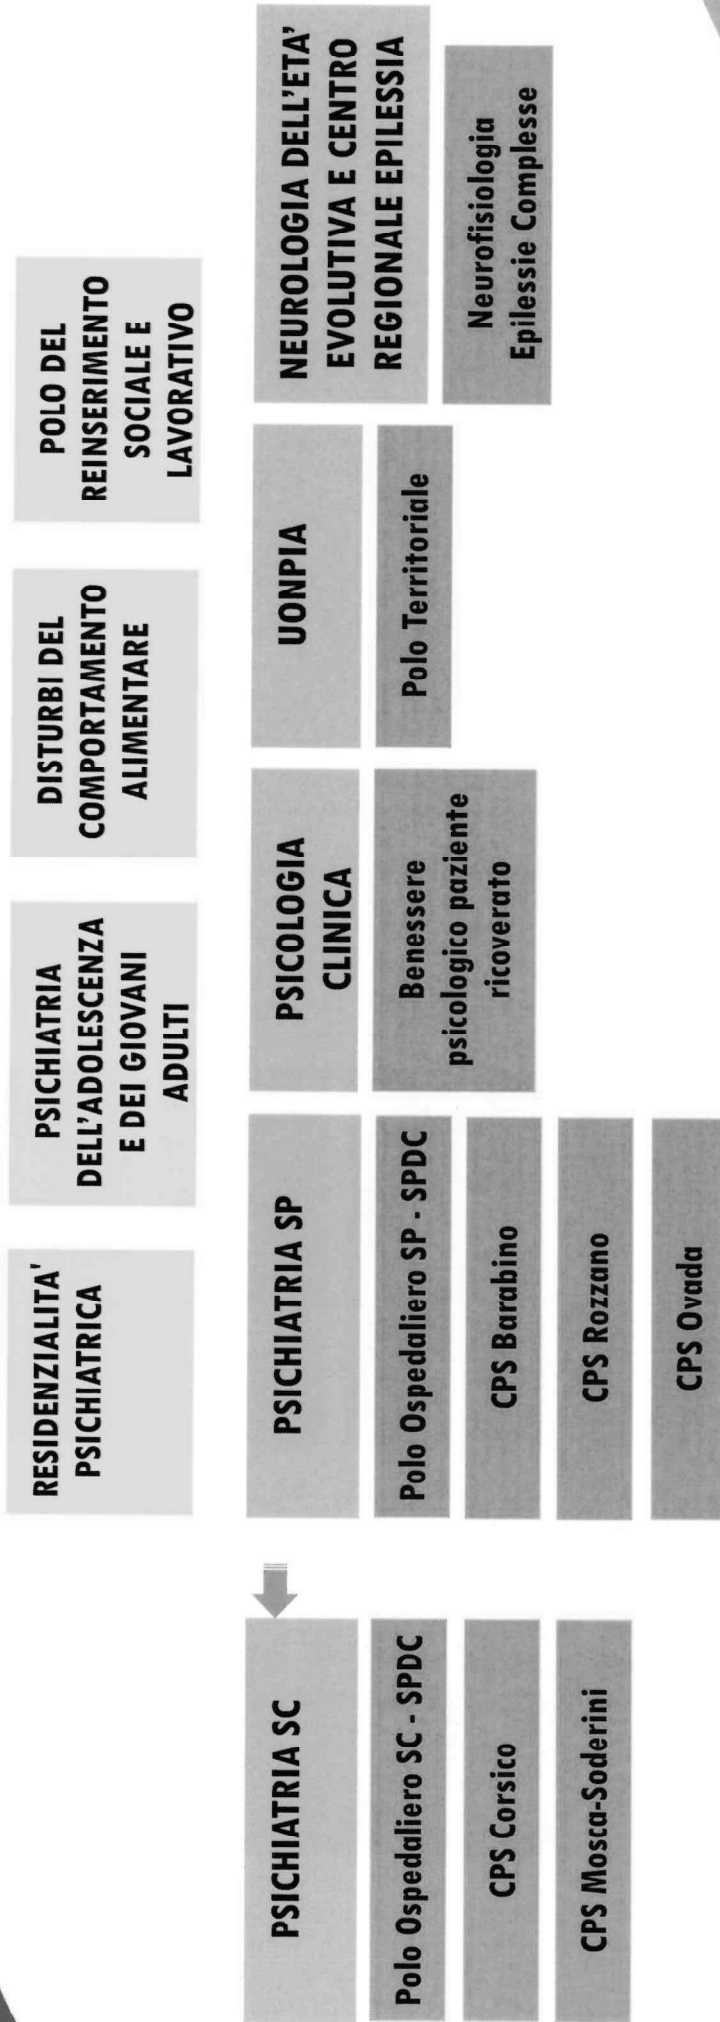 RESIDENZIALITA'
PSICHIATRICA
PSICHIATRIA
DELL'ADOLESCENZA
E DEI GIOVANI
ADULTI
DISTURBI DEL
COMPORTAMENTO
ALIMENTARE
POLO DEL
REINSERIMENTO
SOCIALE E
LAVORATIVO
PSICHIATRIA SC
Polo Ospedaliero SC - SPDC
CPS Corsico
CPS Mosca-Soderini
PSICHIATRIA SP
Polo Ospedaliero SP - SPDC
CPS Barabino
CPS Rozzano
CPS Ovada
PSICOLOGIA
CLINICA
Benessere
psicologico paziente
ricoverato
UONPIA
Polo Territoriale
NEUROLOGIA DELL'ETA'
EVOLUTIVA E CENTRO
REGIONALE EPILESSIA
Neurofisiologia
Epilessie Complesse